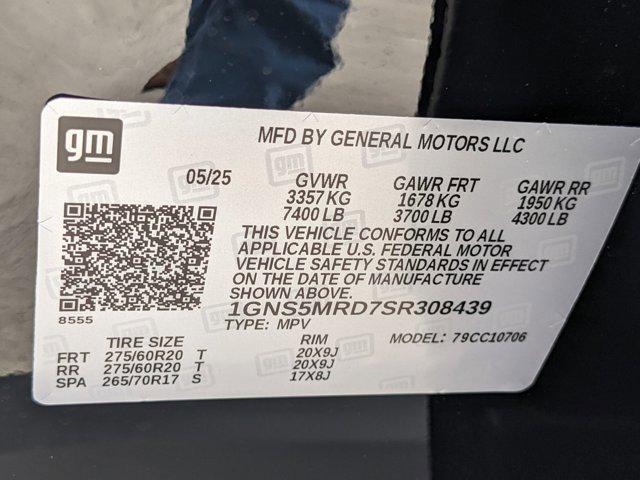 gm
MFD BY GENERAL MOTORS LLC
05/25 GVWR GAWR FRT GAWR RR
3357 KG 1678 KG 1950 KG
7400 LB 3700 LB 4300 LB
THIS VEHICLE CONFORMS TO ALL
APPLICABLE U.S. FEDERAL MOTOR
VEHICLE SAFETY STANDARDS IN EFFECT
ON THE DATE OF MANUFACTURE
SHOWN ABOVE.
8555
1GNS5MRD7SR308439
TYPE: MPV MODEL: 79CC10706
TIRE SIZE RIM
FRT 275/60R20 T 20X9J
RR 275/60R20 T 20X9J
SPA 265/70R17 S 17X8J